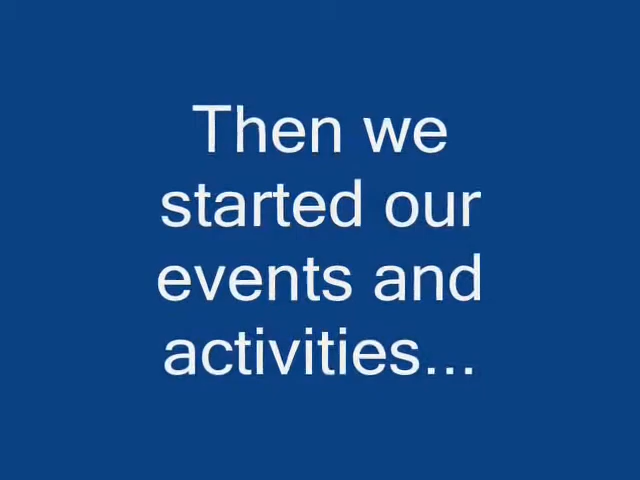 Then we
started our
events and
activities...